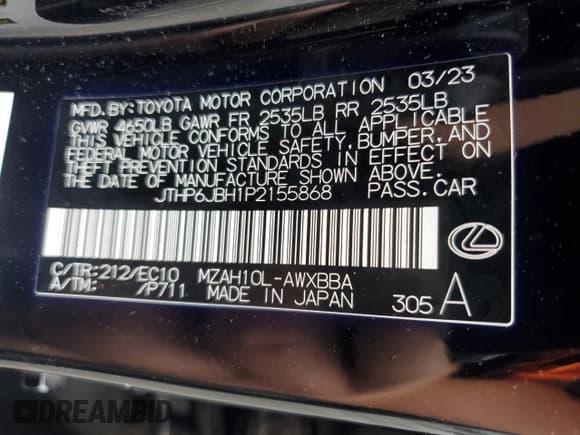 MFD. BY: TOYOTA MOTOR CORPORATION 03/23
GVWR 4650LB GAWR FR 2535LB RR 2535LB
THIS VEHICLE CONFORMS TO ALL APPLICABLE
FEDERAL MOTOR VEHICLE SAFETY, BUMPER, AND
THEFT PREVENTION STANDARDS IN EFFECT ON
THE DATE OF MANUFACTURE SHOWN ABOVE.
JTHP6JBH1P2155868 PASS. CAR
C/TR: 212/EC10 MZAH10L-AWXBBA
A/TM: /P711 MADE IN JAPAN 305 A
DREAMBID